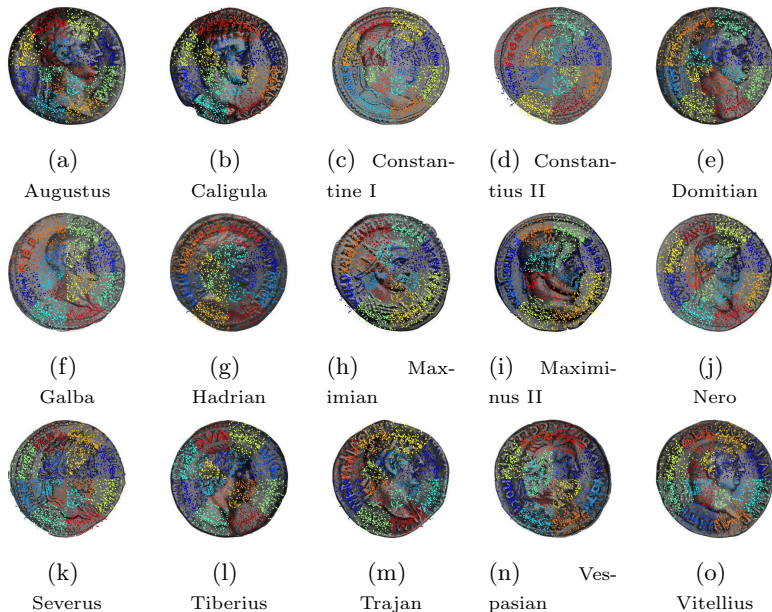 (a)
Augustus
(b)
Caligula
(c) Constan-
tine I
(d) Constan-
tius II
(e)
Domitian
(f)
Galba
(g)
Hadrian
(h) Max-
imian
(i) Maximi-
nus II
(j)
Nero
(k)
Severus
(l)
Tiberius
(m)
Trajan
(n) Ves-
pasian
(o)
Vitellius